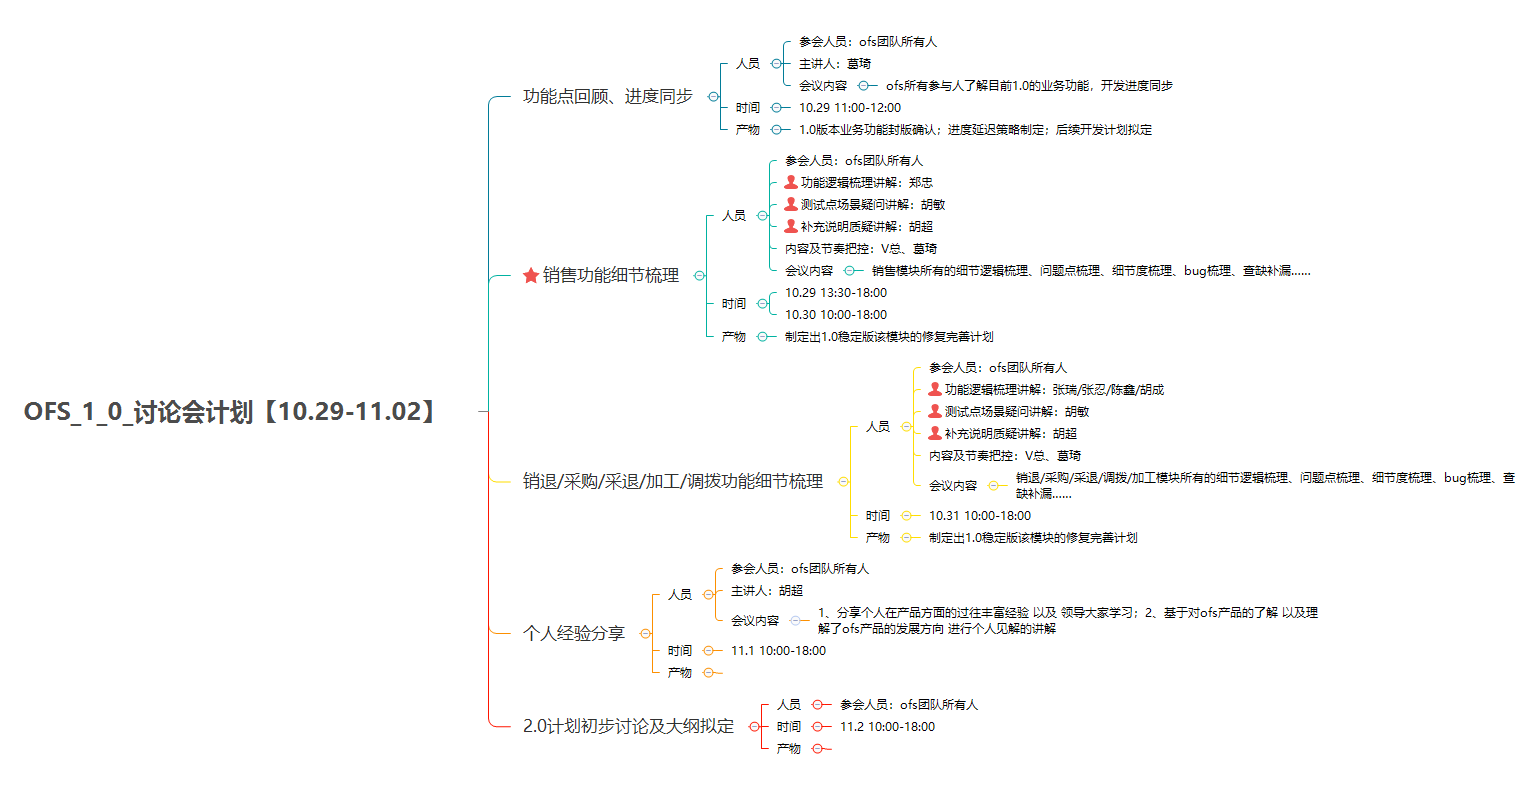 OFS_1_0_讨论会计划【10.29-11.02】
功能点回顾、进度同步
人员
参会人员：ofs团队所有人
主讲人：葛琦
会议内容
ofs所有参与人了解目前1.0的业务功能，开发进度同步
时间
10.29 11:00-12:00
产物
1.0版本业务功能封版确认；进度延迟策略制定；后续开发计划拟定
销售功能细节梳理
人员
参会人员：ofs团队所有人
功能逻辑梳理讲解：郑忠
测试点场景疑问讲解：胡敏
补充说明质疑讲解：胡超
内容及节奏把控：V总、葛琦
会议内容
销售模块所有的细节逻辑梳理、问题点梳理、细节度梳理、bug梳理、查缺补漏......
时间
10.29 13:30-18:00
10.30 10:00-18:00
产物
制定出1.0稳定版该模块的修复完善计划
销退/采购/采退/加工/调拨功能细节梳理
人员
参会人员：ofs团队所有人
功能逻辑梳理讲解：张瑞/张忍/陈鑫/胡成
测试点场景疑问讲解：胡敏
补充说明质疑讲解：胡超
内容及节奏把控：V总、葛琦
会议内容
销退/采购/采退/调拨/加工模块所有的细节逻辑梳理、问题点梳理、细节度梳理、bug梳理、查
缺补漏......
时间
10.31 10:00-18:00
产物
制定出1.0稳定版该模块的修复完善计划
个人经验分享
人员
参会人员：ofs团队所有人
主讲人：胡超
会议内容
1、分享个人在产品方面的过往丰富经验 以及 领导大家学习；2、基于对ofs产品的了解 以及理
解了ofs产品的发展方向 进行个人见解的讲解
时间
11.1 10:00-18:00
产物
2.0计划初步讨论及大纲拟定
人员
参会人员：ofs团队所有人
时间
11.2 10:00-18:00
产物